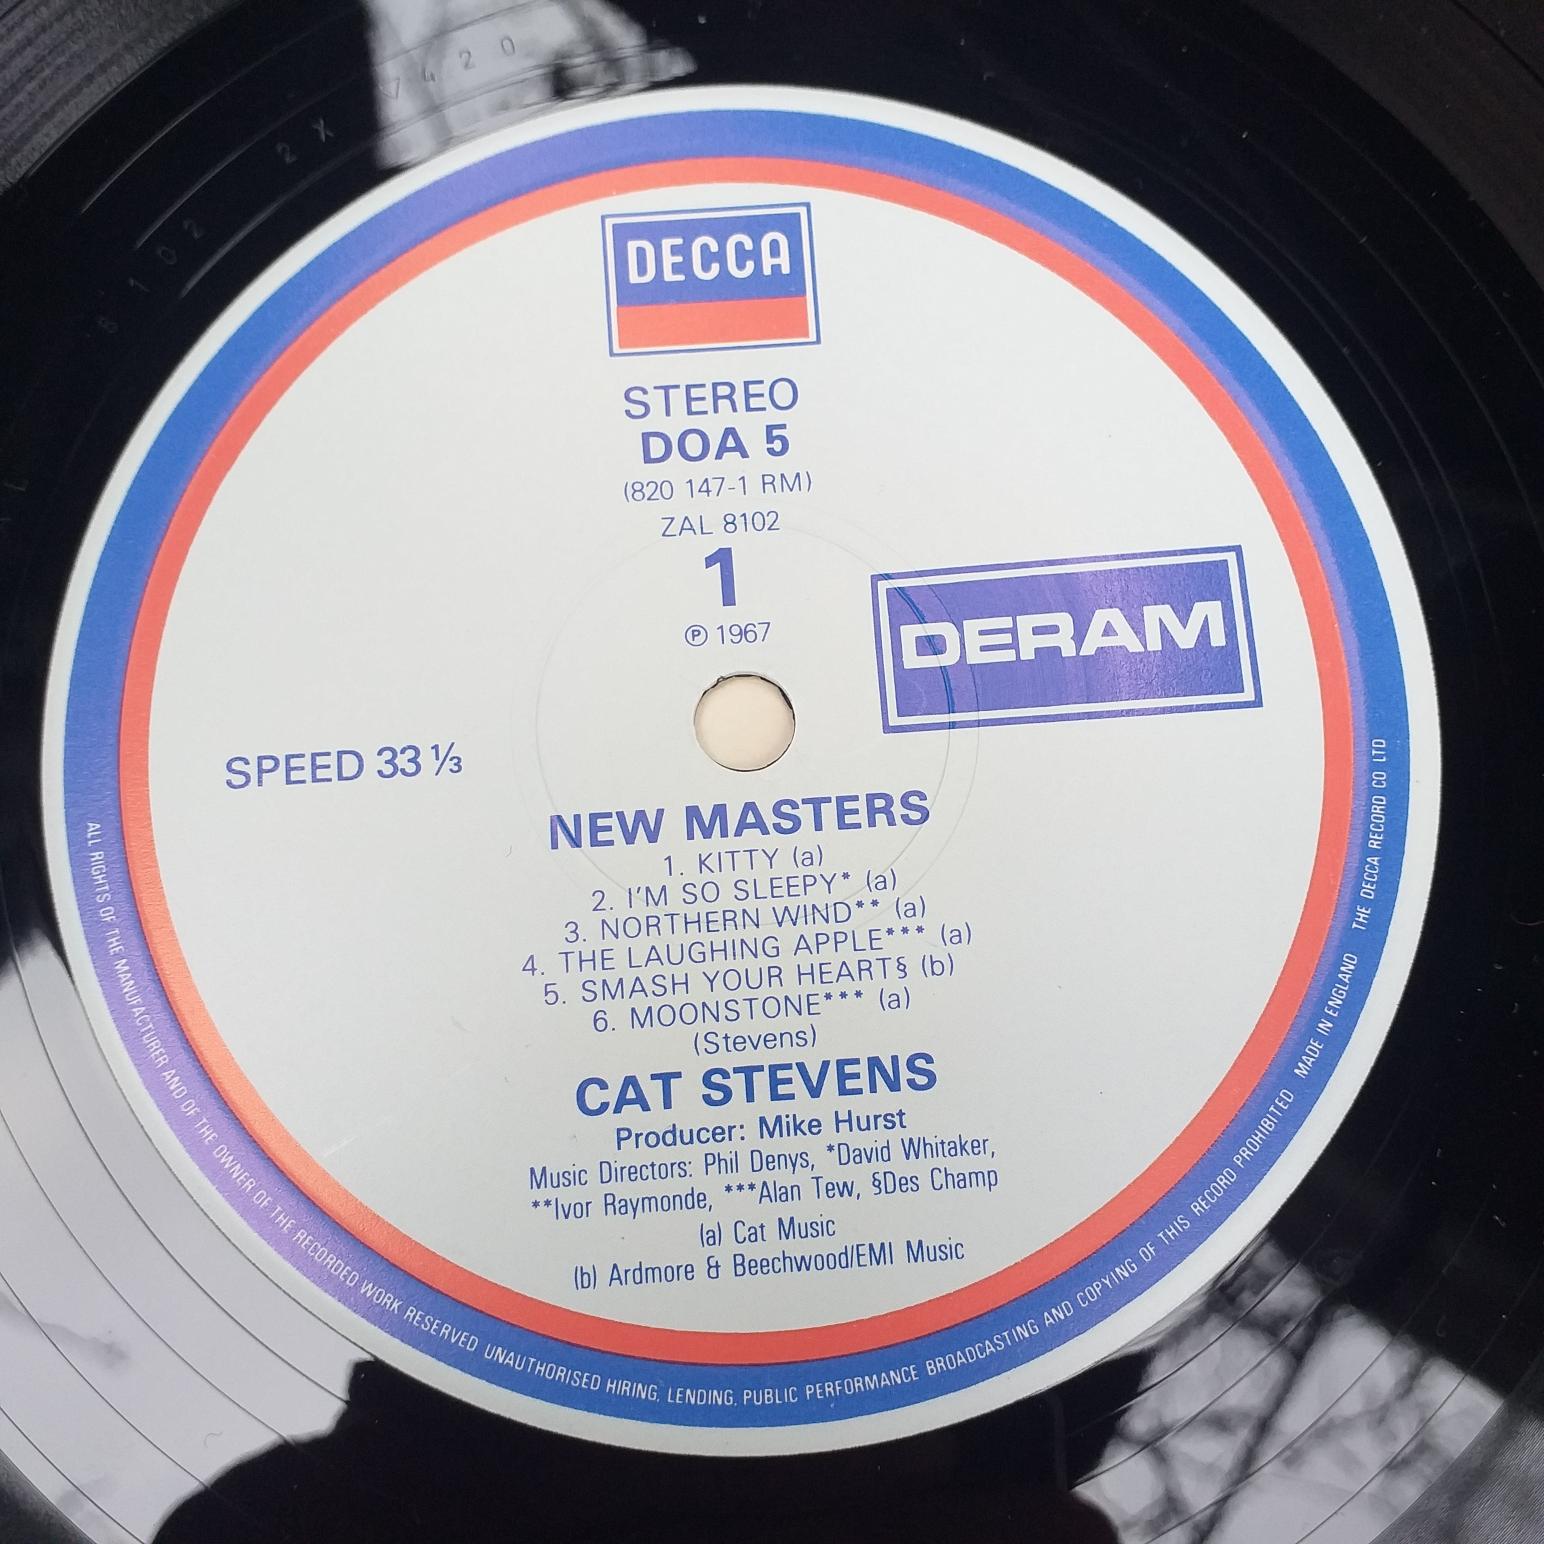 DECCA
STEREO
DOA 5
(820 147-1 RM)
ZAL 8102
1
℗ 1967
DERAM
SPEED 33 ⅓
NEW MASTERS
1. KITTY (a)
2. I'M SO SLEEPY* (a)
3. NORTHERN WIND** (a)
4. THE LAUGHING APPLE*** (a)
5. SMASH YOUR HEART§ (b)
6. MOONSTONE*** (a)
(Stevens)
CAT STEVENS
Producer: Mike Hurst
Music Directors: Phil Denys, *David Whitaker,
**Ivor Raymonde, ***Alan Tew, §Des Champ
(a) Cat Music
(b) Ardmore & Beechwood/EMI Music
ALL RIGHTS OF THE MANUFACTURER AND OF THE OWNER OF THE RECORDED WORK RESERVED UNAUTHORISED HIRING, LENDING, PUBLIC PERFORMANCE BROADCASTING AND COPYING OF THIS RECORD PROHIBITED MADE IN ENGLAND THE DECCA RECORD CO LTD
8102
2 X
420